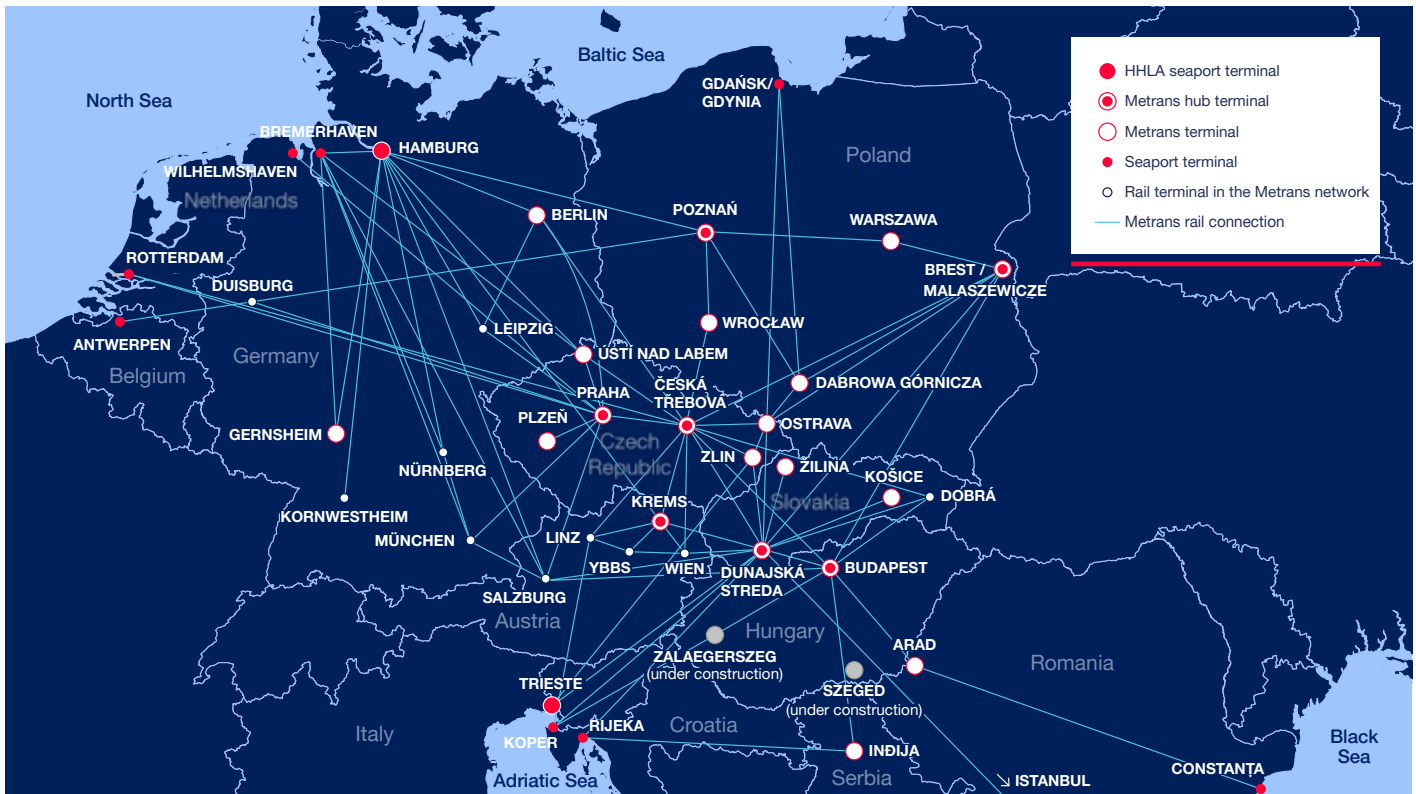 Baltic Sea
North Sea
GDAŃSK/
GDYNIA
HHLA seaport terminal
Metrans hub terminal
Metrans terminal
Seaport terminal
Rail terminal in the Metrans network
Metrans rail connection
BREMERHAVEN
HAMBURG
WILHELMSHAVEN
Netherlands
Poland
BERLIN
POZNAŃ
WARSZAWA
ROTTERDAM
DUISBURG
BREST /
MALASZEWICZE
ANTWERPEN
Germany
Belgium
LEIPZIG
WROCŁAW
ÚSTÍ NAD LABEM
PRAHA
ČESKÁ
TŘEBOVÁ
DABROWA GÓRNICZA
PLZEŇ
GERNSHEIM
OSTRAVA
Czech
Republic
ZLIN
ŽILINA
NÜRNBERG
KOŠICE
Slovakia
DOBRÁ
KORNWESTHEIM
KREMS
MÜNCHEN
LINZ
YBBS
WIEN
DUNAJSKÁ
STREDA
BUDAPEST
SALZBURG
Austria
Hungary
ZALAEGERSZEG
(under construction)
ARAD
Romania
TRIESTE
SZEGED
(under construction)
Italy
KOPER
RIJEKA
Croatia
INĐIJA
Black
Sea
Adriatic Sea
Serbia
↘ ISTANBUL
CONSTANȚA